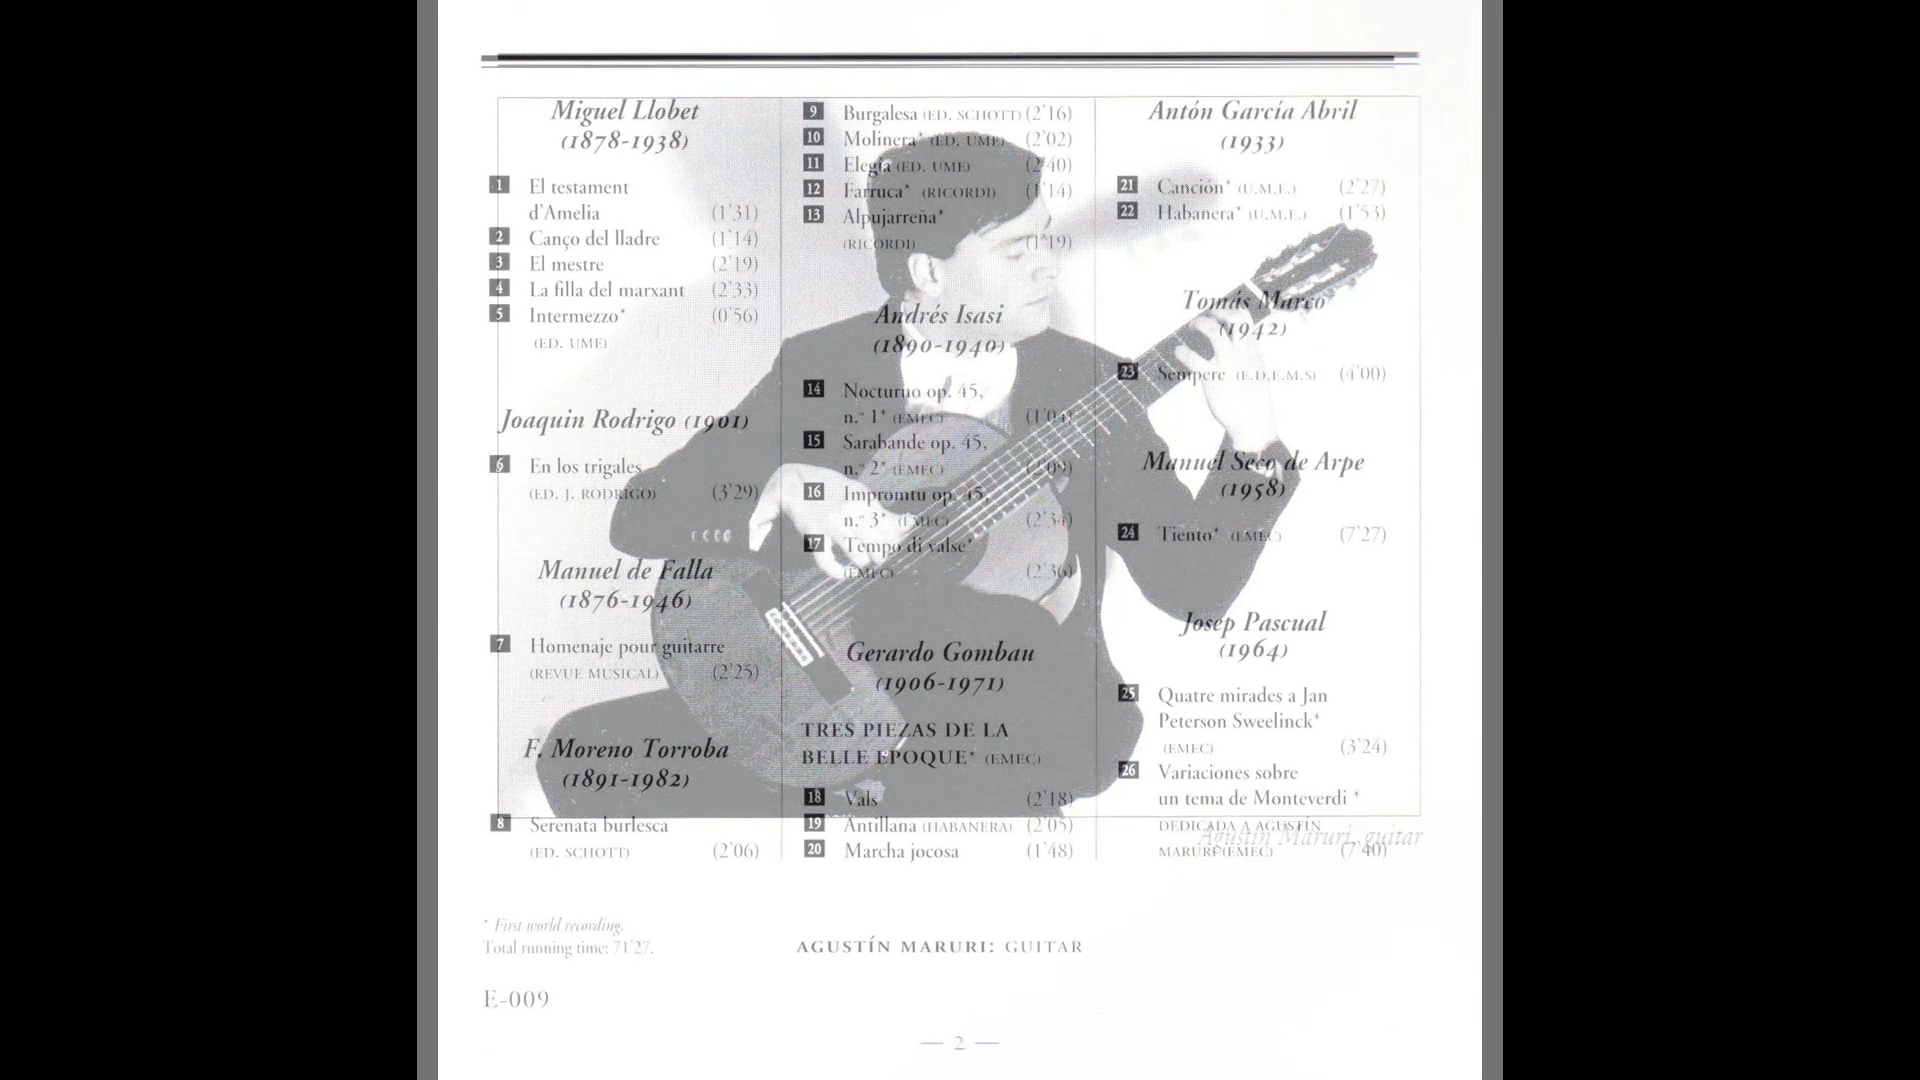 Miguel Llobet
(1878-1938)
1 El testament
d'Amelia (1'31)
2 Canço del lladre (1'14)
3 El mestre (2'19)
4 La filla del marxant (2'33)
5 Intermezzo*  (0'56)
(ED. UME)
Joaquin Rodrigo (1901)
6 En los trigales
(ED. J. RODRIGO) (3'29)
Manuel de Falla
(1876-1946)
7 Homenaje pour guitarre
(REVUE MUSICAL) (2'25)
F. Moreno Torroba
(1891-1982)
8 Serenata burlesca
(ED. SCHOTT) (2'06)
9 Burgalesa (ED. SCHOTT) (2'16)
10 Molinera* (ED. UME) (2'02)
11 Elegía (ED. UME) (2'40)
12 Farruca* (RICORDI) (1'14)
13 Alpujarreña*
(RICORDI) (1'19)
Andrés Isasi
(1890-1940)
14 Nocturno op. 45,
n.º 1* (EMEC) (1'04)
15 Sarabande op. 45,
n.º 2* (EMEC) (2'09)
16 Impromtu op. 45,
n.º 3* (EMEC) (2'34)
17 Tempo di valse*
(EMEC) (2'36)
Gerardo Gombau
(1906-1971)
TRES PIEZAS DE LA
BELLE EPOQUE* (EMEC)
18 Vals (2'18)
19 Antillana (HABANERA) (2'05)
20 Marcha jocosa (1'48)
Antón García Abril
(1933)
21 Canción* (U.M.E.) (2'27)
22 Habanera* (U.M.E.) (1'53)
Tomás Marco
(1942)
23 Sempere (E.D.E.M.S) (4'00)
Manuel Seco de Arpe
(1958)
24 Tiento* (EMEC) (7'27)
Josep Pascual
(1964)
25 Quatre mirades a Jan
Peterson Sweelinck*
(EMEC) (3'24)
26 Variaciones sobre
un tema de Monteverdi *
DEDICADA A AGUSTÍN
MARURI (EMEC) (7'40)
Agustín Maruri, guitar
* First world recording.
Total running time: 71'27.
AGUSTÍN MARURI: GUITAR
E-009
— 2 —